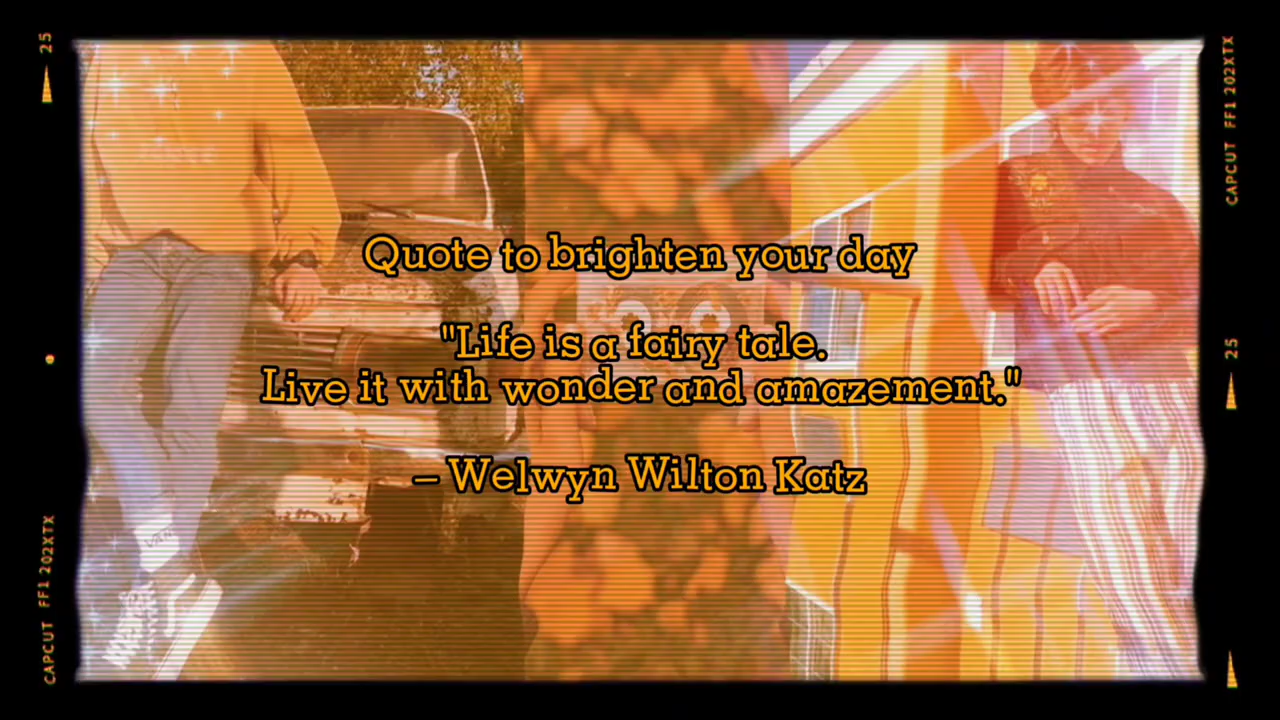 25
CAPCUT FF1 202XTX
Quote to brighten your day
"Life is a fairy tale.
Live it with wonder and amazement."
– Welwyn Wilton Katz
25
CAPCUT FF1 202XTX